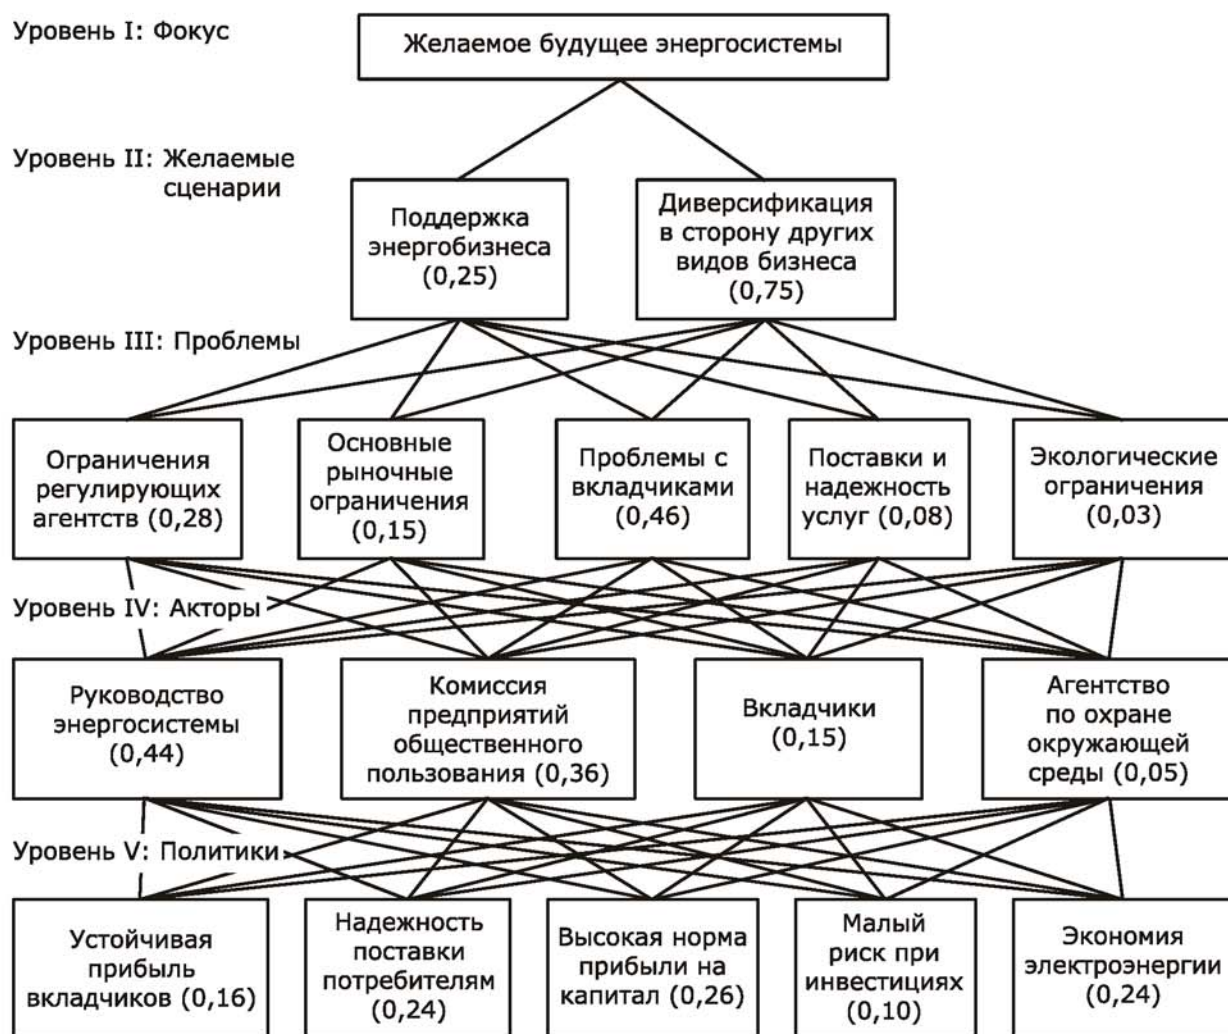 Уровень I: Фокус
Желаемое будущее энергосистемы
Уровень II: Желаемые
сценарии
Поддержка
энергобизнеса
(0,25)
Диверсификация
в сторону других
видов бизнеса
(0,75)
Уровень III: Проблемы
Ограничения
регулирующих
агентств (0,28)
Основные
рыночные
ограничения
(0,15)
Проблемы с
вкладчиками
(0,46)
Поставки и
надежность
услуг (0,08)
Экологические
ограничения
(0,03)
Уровень IV: Акторы
Руководство
энергосистемы
(0,44)
Комиссия
предприятий
общественного
пользования (0,36)
Вкладчики
(0,15)
Агентство
по охране
окружающей
среды (0,05)
Уровень V: Политики
Устойчивая
прибыль
вкладчиков (0,16)
Надежность
поставки
потребителям
(0,24)
Высокая норма
прибыли на
капитал (0,26)
Малый
риск при
инвестициях
(0,10)
Экономия
электроэнергии
(0,24)